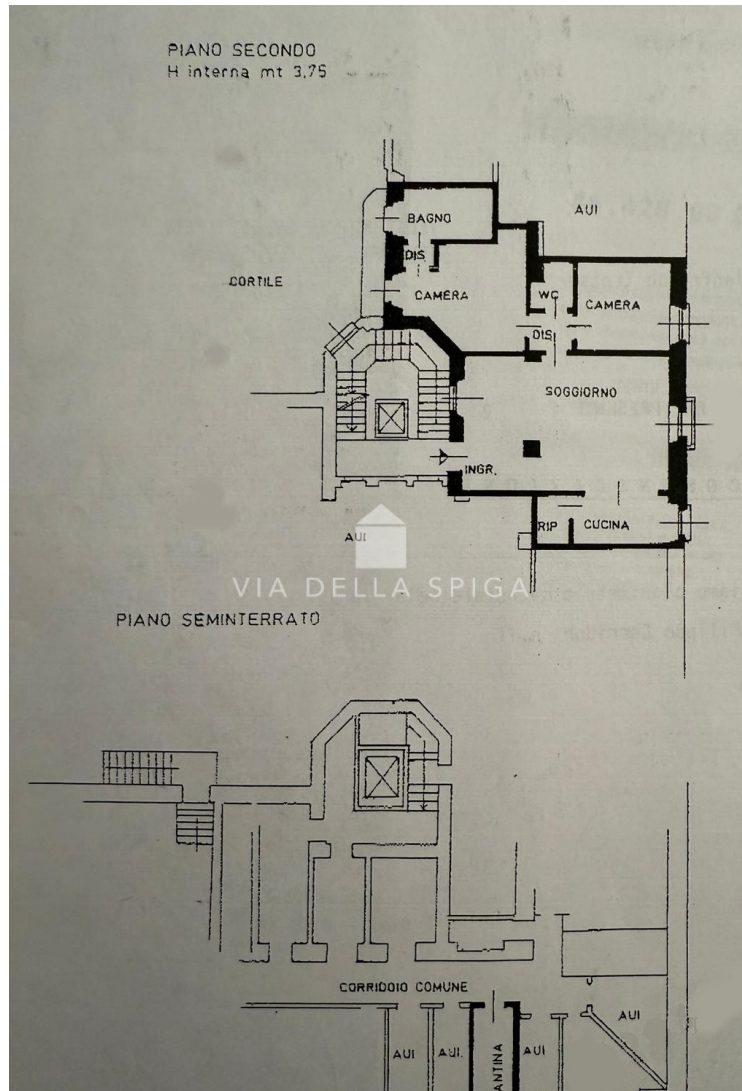 PIANO SECONDO
H interna mt 3,75
AUI
BAGNO
DIS
CORTILE
CAMERA
WC
CAMERA
DIS
SOGGIORNO
INGR.
RIP
CUCINA
AUI
VIA DELLA SPIGA
PIANO SEMINTERRATO
CORRIDOIO COMUNE
AUI
AUI
AUI.
AUI